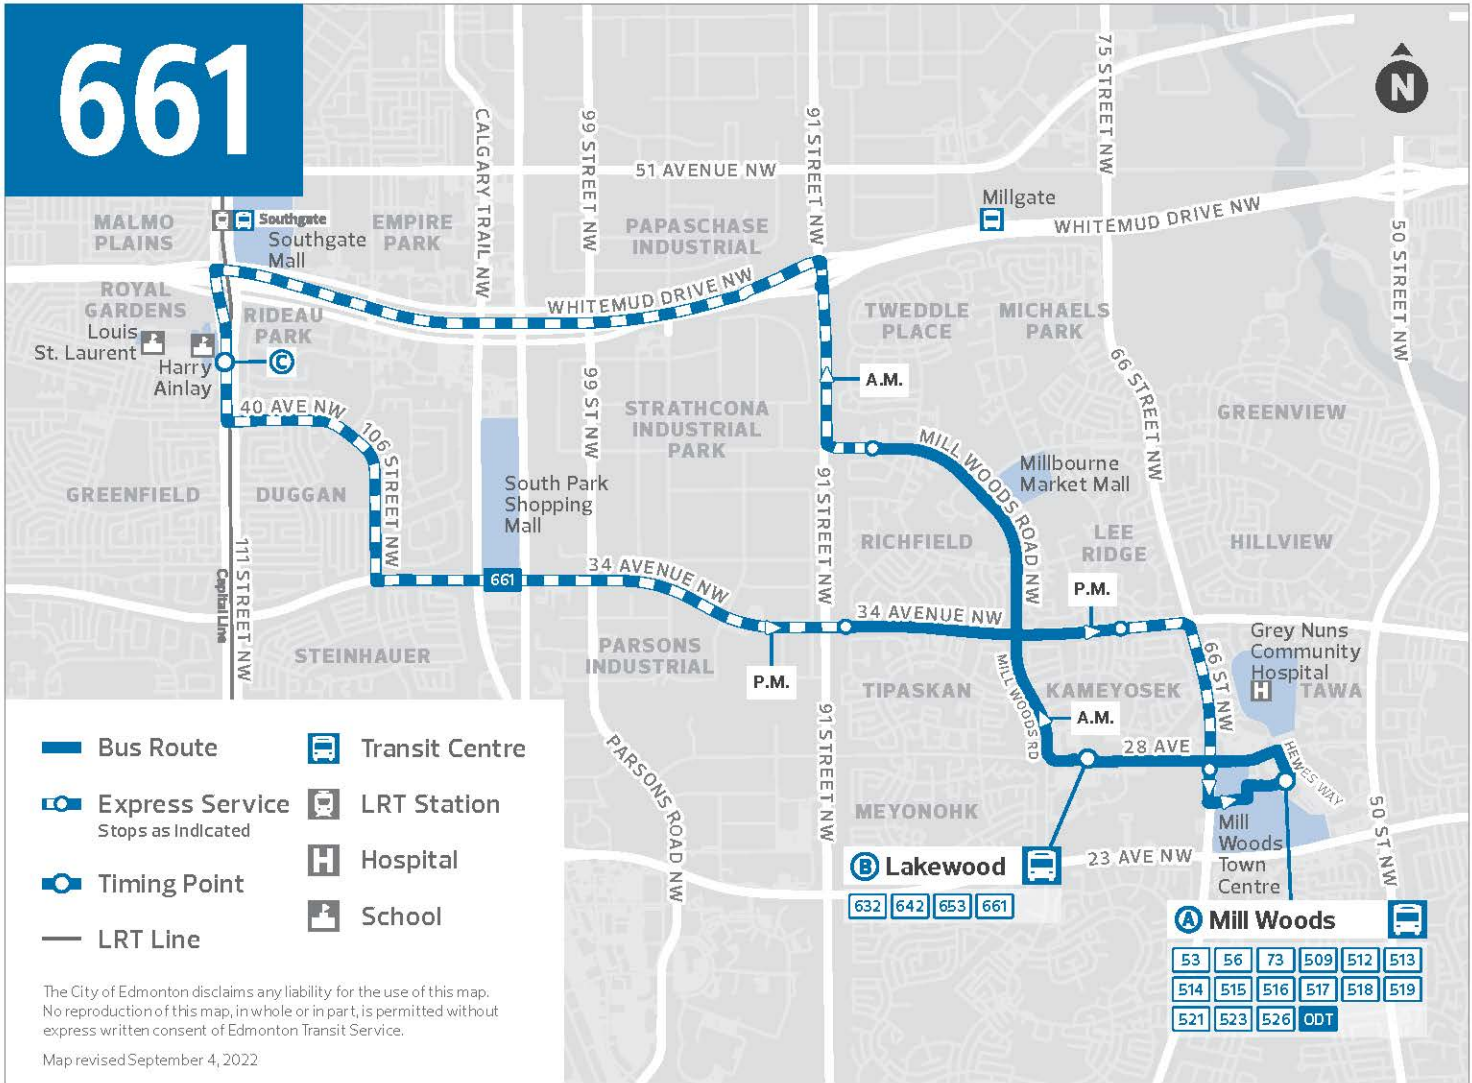 661
N
CALGARY TRAIL NW
99 STREET NW
91 STREET NW
75 STREET NW
51 AVENUE NW
Millgate
WHITEMUD DRIVE NW
50 STREET NW
MALMO
PLAINS
Southgate
Southgate
Mall
EMPIRE
PARK
PAPASCHASE
INDUSTRIAL
WHITEMUD DRIVE NW
ROYAL
GARDENS
RIDEAU
PARK
TWEDDLE
PLACE
MICHAELS
PARK
Louis
St. Laurent
Harry
Ainlay
C
A.M.
66 STREET NW
40 AVE NW
106 STREET NW
99 ST NW
STRATHCONA
INDUSTRIAL
PARK
GREENVIEW
MILL WOODS ROAD NW
Millbourne
Market Mall
GREENFIELD
DUGGAN
South Park
Shopping
Mall
91 STREET NW
RICHFIELD
LEE
RIDGE
HILLVIEW
111 STREET NW
Capital Line
661
34 AVENUE NW
34 AVENUE NW
P.M.
P.M.
STEINHAUER
PARSONS
INDUSTRIAL
TIPASKAN
MILL WOODS RD
KAMEYOSEK
66 ST NW
Grey Nuns
Community
Hospital
H
TAWA
A.M.
91 STREET NW
28 AVE
HEWES WAY
PARSONS ROAD NW
MEYONOHK
50 ST NW
Mill
Woods
Town
Centre
23 AVE NW
B Lakewood
632 642 653 661
A Mill Woods
53 56 73 509 512 513
514 515 516 517 518 519
521 523 526 ODT
Bus Route
Transit Centre
Express Service
Stops as Indicated
LRT Station
H Hospital
Timing Point
School
LRT Line
The City of Edmonton disclaims any liability for the use of this map.
No reproduction of this map, in whole or in part, is permitted without
express written consent of Edmonton Transit Service.
Map revised September 4, 2022